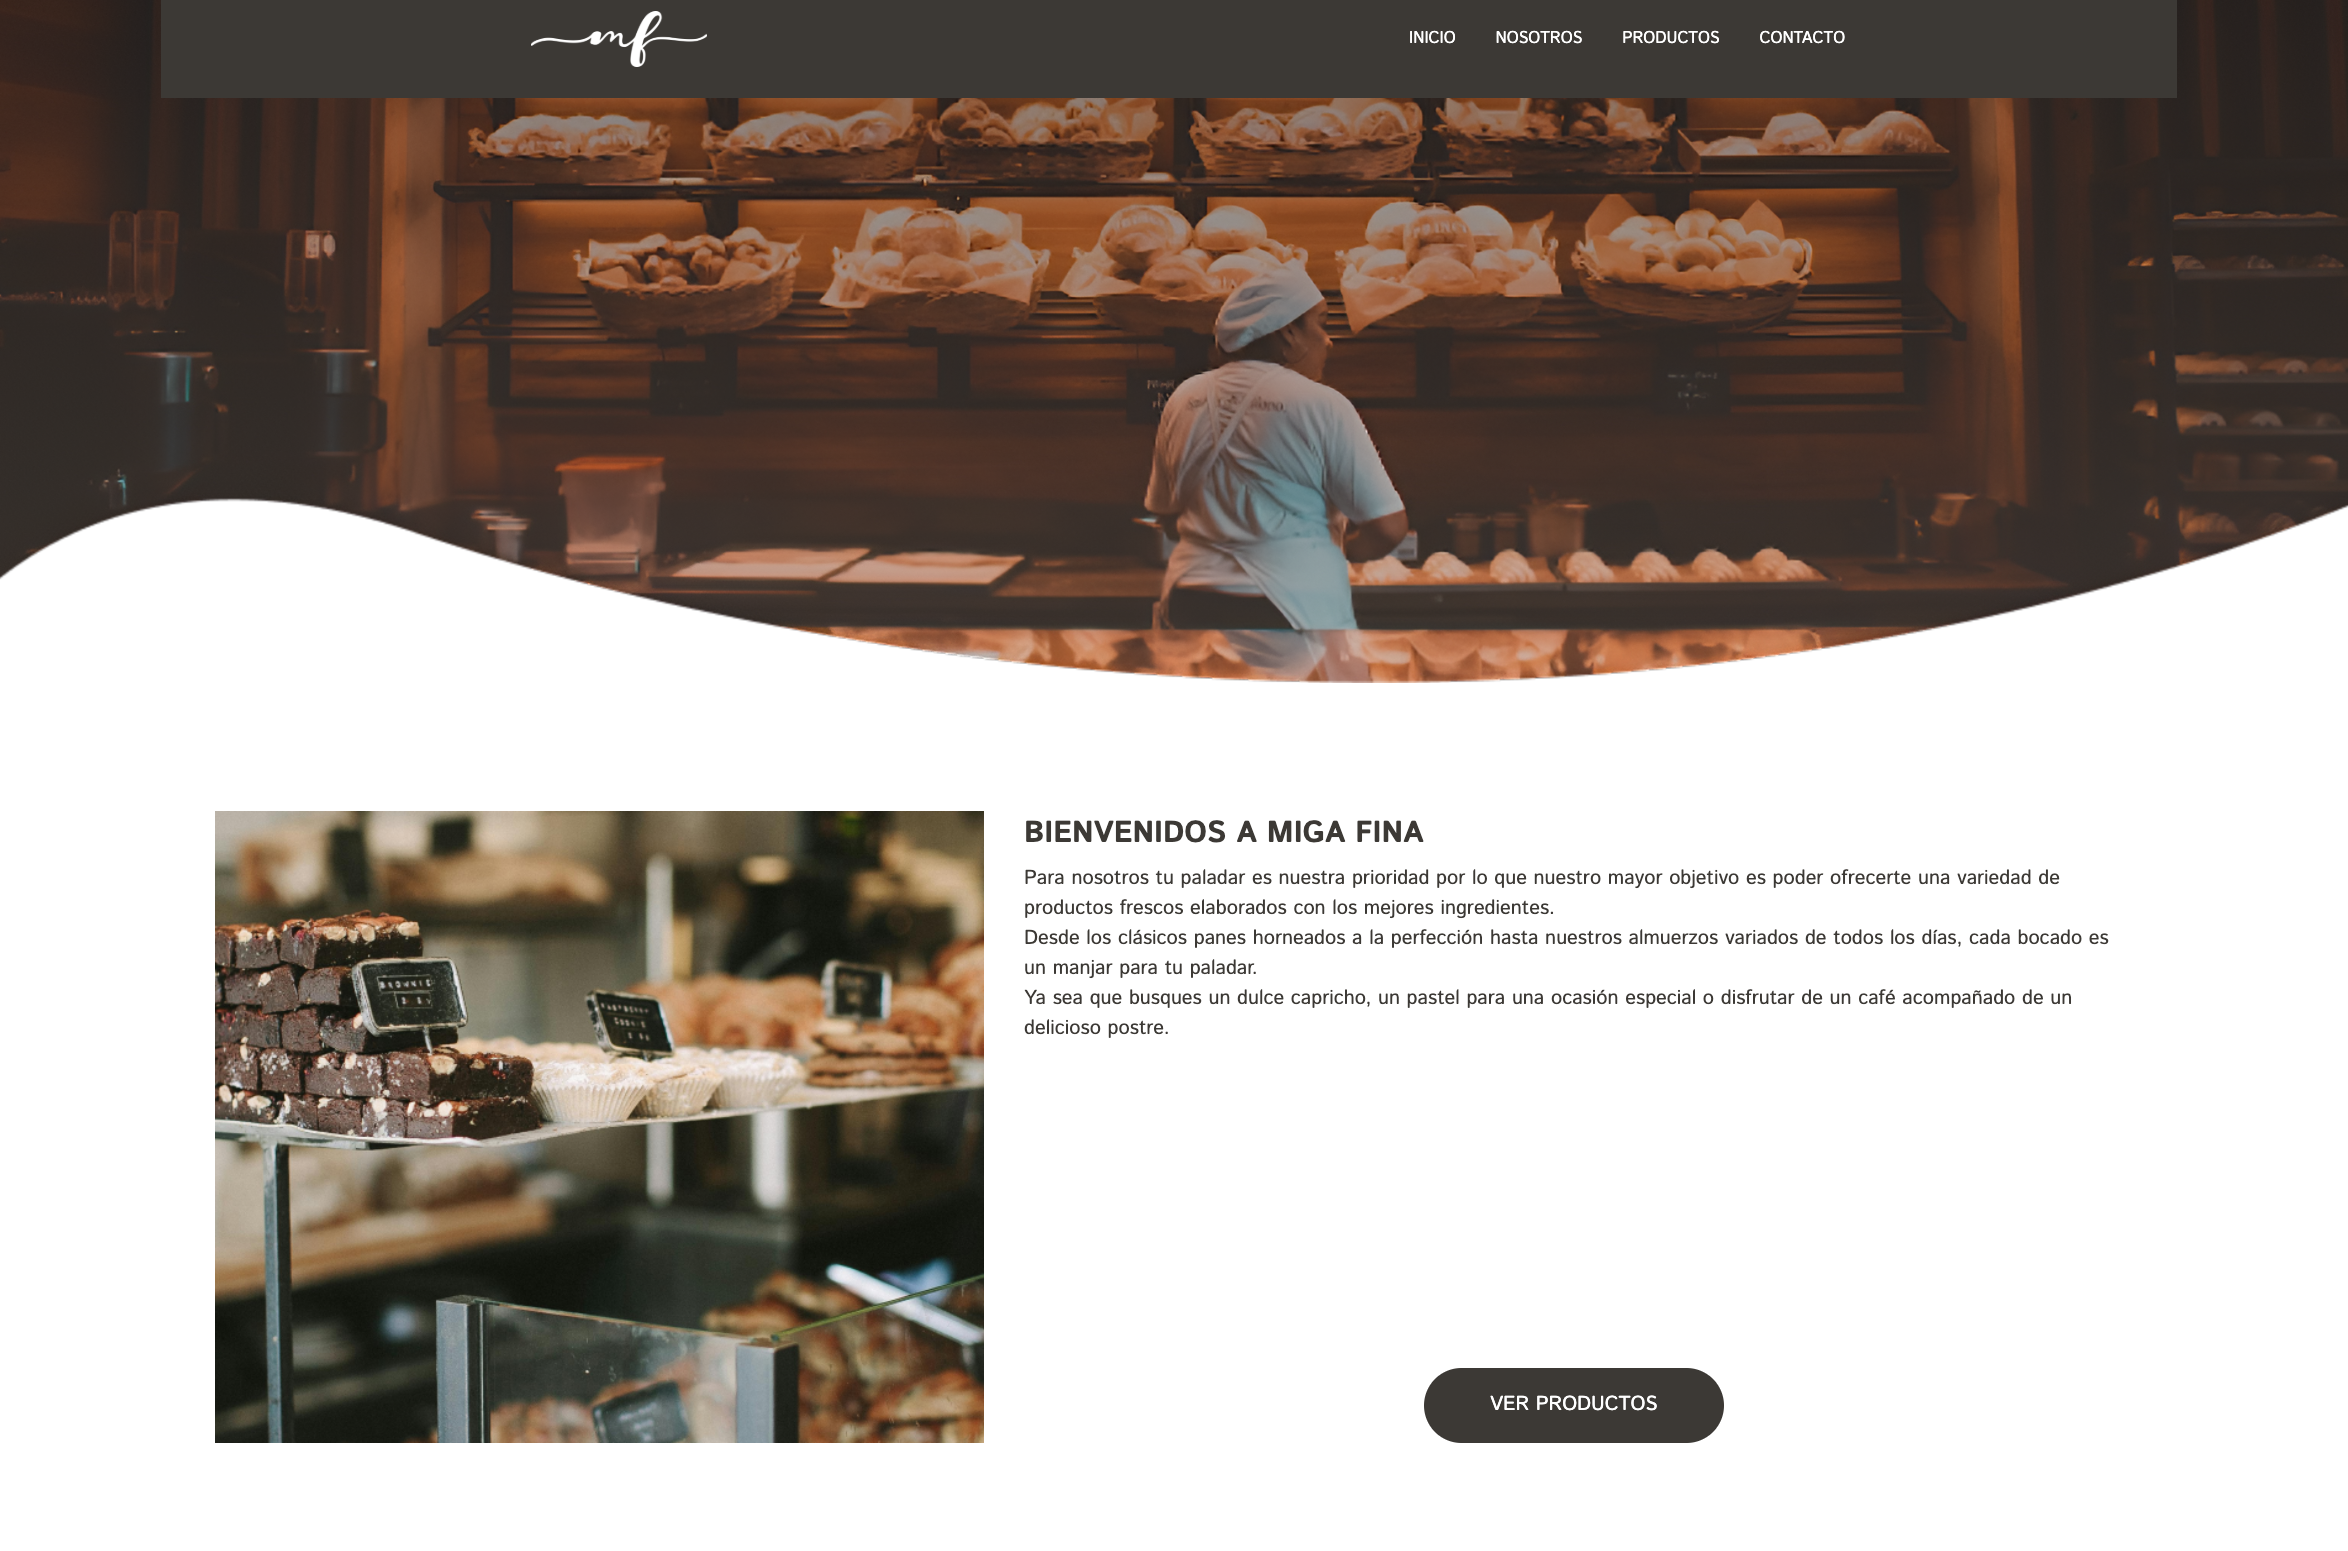 mf
INICIO NOSOTROS PRODUCTOS CONTACTO
BIENVENIDOS A MIGA FINA
Para nosotros tu paladar es nuestra prioridad por lo que nuestro mayor objetivo es poder ofrecerte una variedad de
productos frescos elaborados con los mejores ingredientes.
Desde los clásicos panes horneados a la perfección hasta nuestros almuerzos variados de todos los días, cada bocado es
un manjar para tu paladar.
Ya sea que busques un dulce capricho, un pastel para una ocasión especial o disfrutar de un café acompañado de un
delicioso postre.
BROWNIE
VER PRODUCTOS